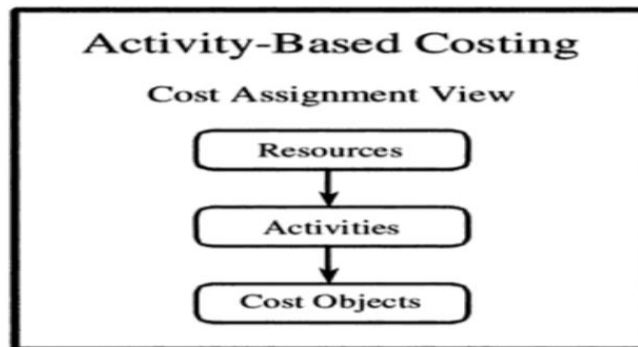 Activity-Based Costing
Cost Assignment View
Resources
Activities
Cost Objects